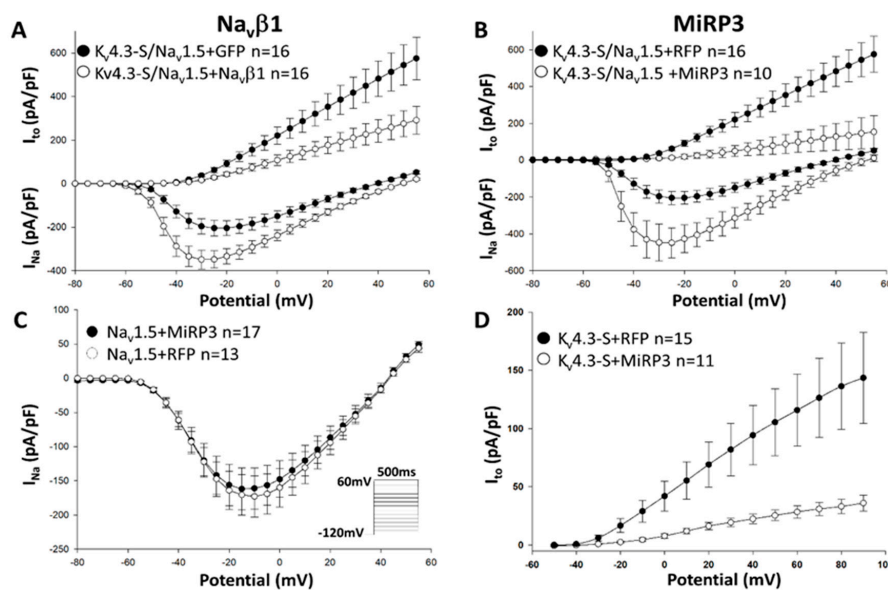 Navβ1
MiRP3
A
Kv4.3-S/Nav1.5+GFP n=16
Kv4.3-S/Nav1.5+Navβ1 n=16
Ito (pA/pF)
INa (pA/pF)
600
400
200
0
-200
-400
-80 -60 -40 -20 0 20 40 60
Potential (mV)
B
Kv4.3-S/Nav1.5+RFP n=16
Kv4.3-S/Nav1.5 +MiRP3 n=10
Ito (pA/pF)
INa (pA/pF)
600
400
200
0
-200
-400
-600
-80 -60 -40 -20 0 20 40 60
Potential (mV)
C
Nav1.5+MiRP3 n=17
Nav1.5+RFP n=13
INa (pA/pF)
100
50
0
-50
-100
-150
-200
-250
-80 -60 -40 -20 0 20 40 60
Potential (mV)
500ms
60mV
-120mV
D
Kv4.3-S+RFP n=15
Kv4.3-S+MiRP3 n=11
Ito (pA/pF)
200
150
100
50
0
-60 -40 -20 0 20 40 60 80 100
Potential (mV)